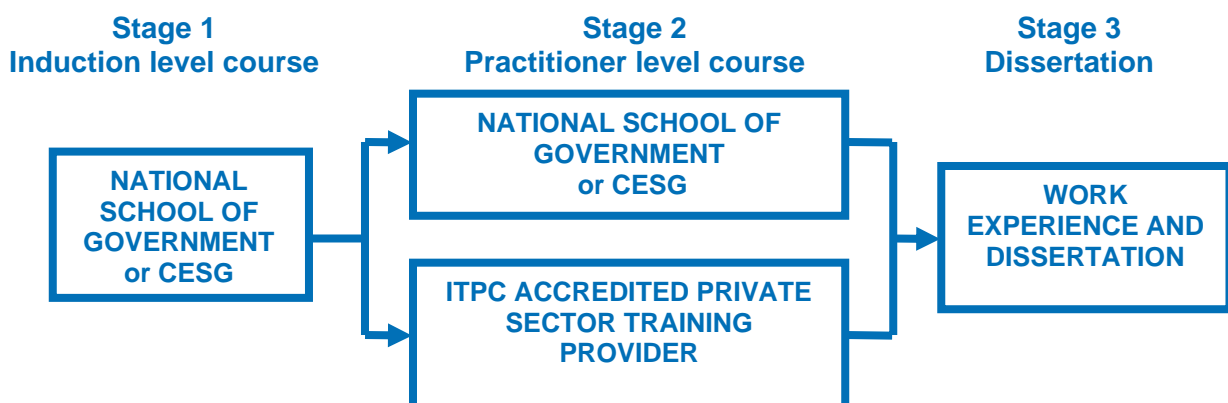 Stage 1
Induction level course
Stage 2
Practitioner level course
Stage 3
Dissertation
NATIONAL
SCHOOL OF
GOVERNMENT
or CESG
NATIONAL SCHOOL OF
GOVERNMENT
or CESG
ITPC ACCREDITED PRIVATE
SECTOR TRAINING
PROVIDER
WORK
EXPERIENCE AND
DISSERTATION